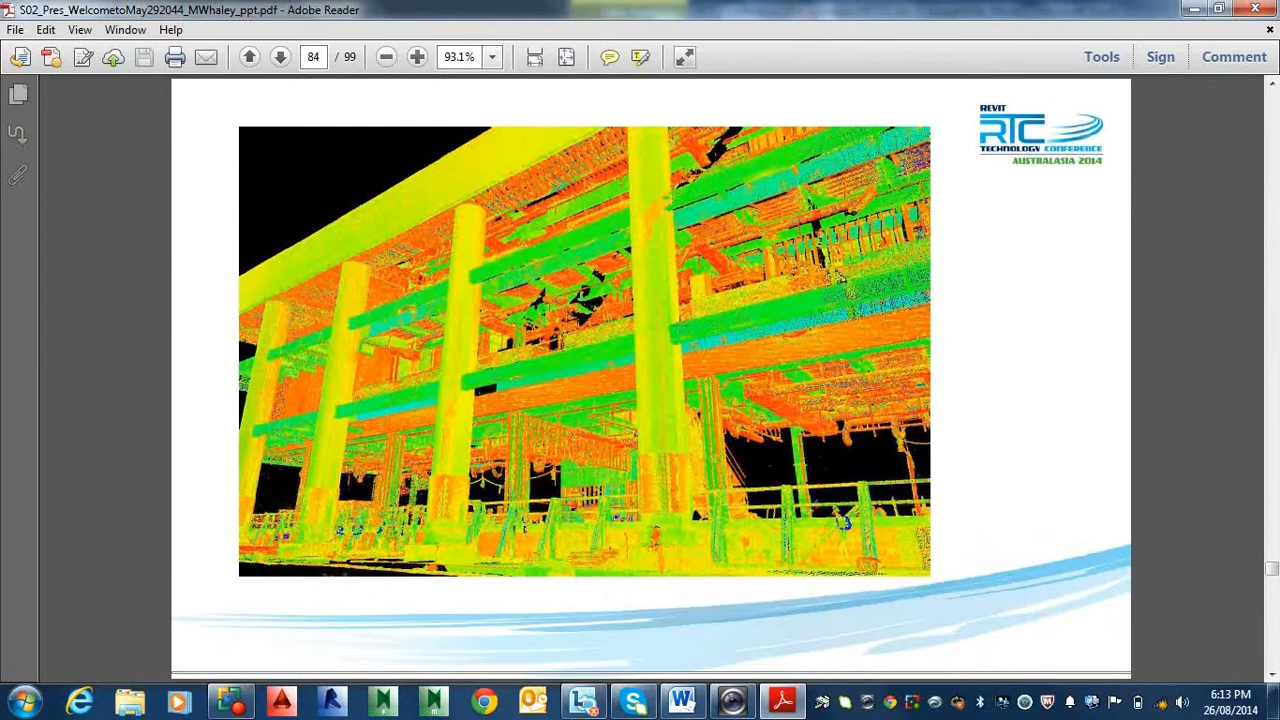 S02_Pres_WelcometoMay292044_MWhaley_ppt.pdf - Adobe Reader
File Edit View Window Help
84 / 99 93.1% Tools Sign Comment
REVIT
RTC
TECHNOLOGY CONFERENCE
AUSTRALASIA 2014
6:13 PM
26/08/2014